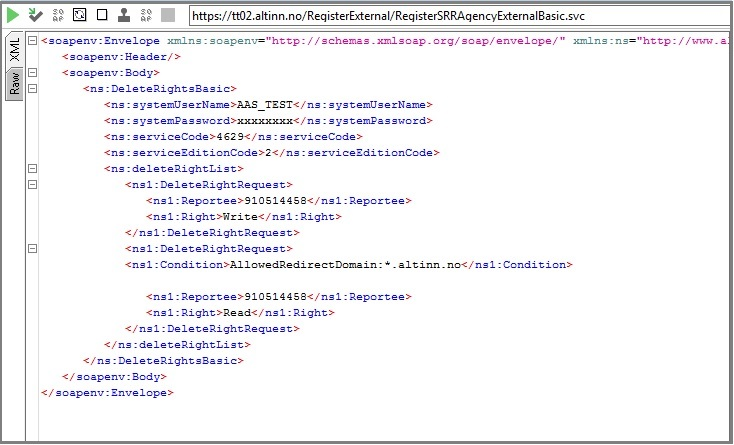 https://tt02.altinn.no/RegisterExternal/RegisterSRRAgencyExternalBasic.svc
XML
Raw
<soapenv:Envelope xmlns:soapenv="http://schemas.xmlsoap.org/soap/envelope/" xmlns:ns="http://www.al
<soapenv:Header/>
<soapenv:Body>
<ns:DeleteRightsBasic>
<ns:systemUserName>AAS_TEST</ns:systemUserName>
<ns:systemPassword>xxxxxxxx</ns:systemPassword>
<ns:serviceCode>4629</ns:serviceCode>
<ns:serviceEditionCode>2</ns:serviceEditionCode>
<ns:deleteRightList>
<ns1:DeleteRightRequest>
<ns1:Reportee>910514458</ns1:Reportee>
<ns1:Right>Write</ns1:Right>
</ns1:DeleteRightRequest>
<ns1:DeleteRightRequest>
<ns1:Condition>AllowedRedirectDomain:*.altinn.no</ns1:Condition>
<ns1:Reportee>910514458</ns1:Reportee>
<ns1:Right>Read</ns1:Right>
</ns1:DeleteRightRequest>
</ns:deleteRightList>
</ns:DeleteRightsBasic>
</soapenv:Body>
</soapenv:Envelope>